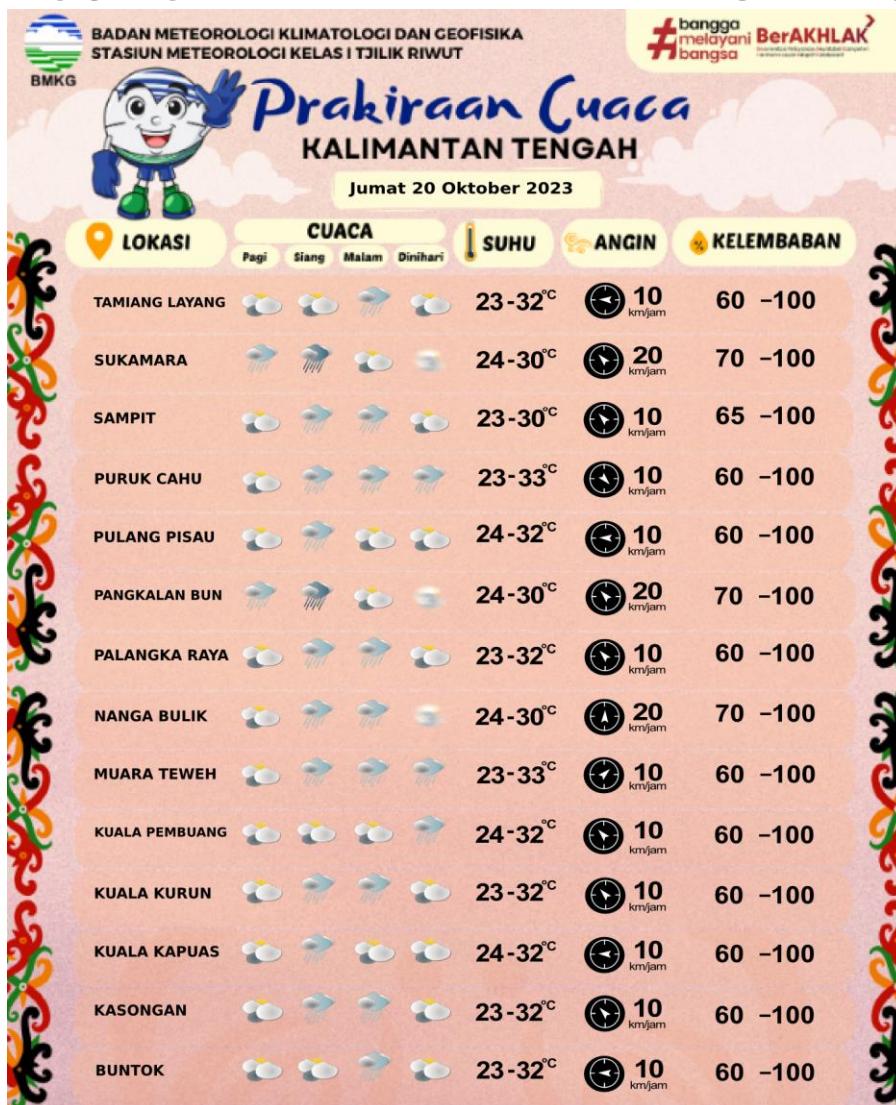 BADAN METEOROLOGI KLIMATOLOGI DAN GEOFISIKA
STASIUN METEOROLOGI KELAS I TJILIK RIWUT
BMKG
#bangga
melayani
bangsa
BerAKHLAK
Prakiraan Cuaca
KALIMANTAN TENGAH
Jumat 20 Oktober 2023
LOKASI CUACA SUHU ANGIN % KELEMBABAN
Pagi Siang Malam Dinihari
TAMIANG LAYANG 23-32°C 10 km/jam 60 –100
SUKAMARA 24-30°C 20 km/jam 70 –100
SAMPIT 23-30°C 10 km/jam 65 –100
PURUK CAHU 23-33°C 10 km/jam 60 –100
PULANG PISAU 24-32°C 10 km/jam 60 –100
PANGKALAN BUN 24-30°C 20 km/jam 70 –100
PALANGKA RAYA 23-32°C 10 km/jam 60 –100
NANGA BULIK 24-30°C 20 km/jam 70 –100
MUARA TEWEH 23-33°C 10 km/jam 60 –100
KUALA PEMBUANG 24-32°C 10 km/jam 60 –100
KUALA KURUN 23-32°C 10 km/jam 60 –100
KUALA KAPUAS 24-32°C 10 km/jam 60 –100
KASONGAN 23-32°C 10 km/jam 60 –100
BUNTOK 23-32°C 10 km/jam 60 –100